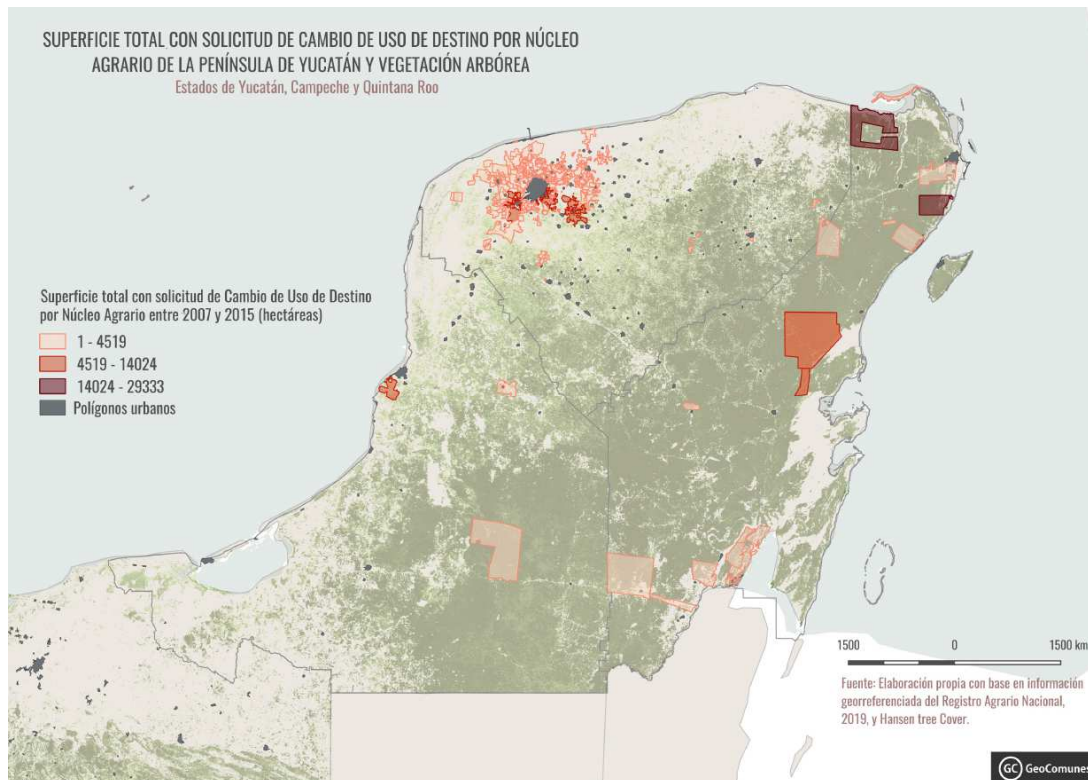 SUPERFICIE TOTAL CON SOLICITUD DE CAMBIO DE USO DE DESTINO POR NÚCLEO
AGRARIO DE LA PENÍNSULA DE YUCATÁN Y VEGETACIÓN ARBÓREA
Estados de Yucatán, Campeche y Quintana Roo
Superficie total con solicitud de Cambio de Uso de Destino
por Núcleo Agrario entre 2007 y 2015 (hectáreas)
1 - 4519
4519 - 14024
14024 - 29333
Polígonos urbanos
1500 0 1500 km
Fuente: Elaboración propia con base en información
georreferenciada del Registro Agrario Nacional,
2019, y Hansen tree Cover.
GC GeoComunes